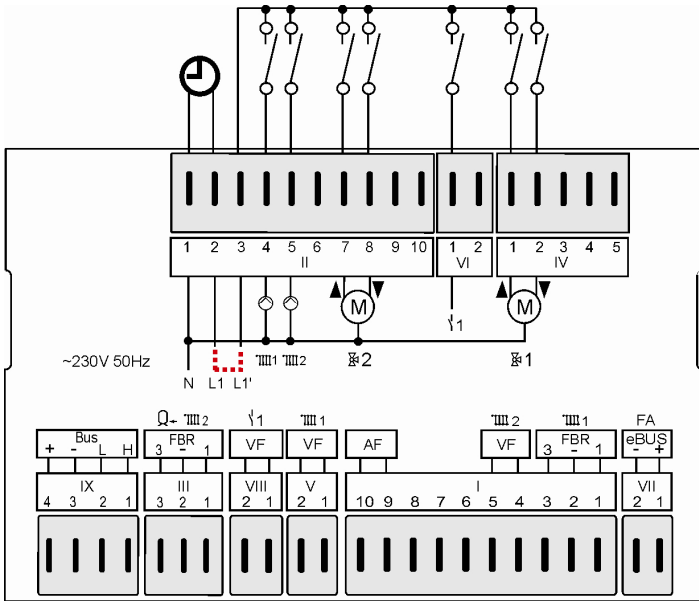 1 2 3 4 5 6 7 8 9 10 1 2 1 2 3 4 5
II VI IV
M M
1
1 2 2 1
~230V 50Hz
N L1 L1'
2 1 1 2 1 FA
Bus FBR VF VF AF VF FBR eBUS
+ - L H 3 - 1 3 - 1 - +
IX III VIII V I VII
4 3 2 1 3 2 1 2 1 2 1 10 9 8 7 6 5 4 3 2 1 2 1